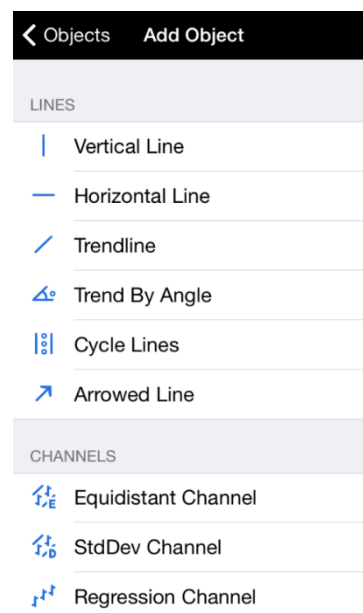 Objects Add Object
LINES
Vertical Line
Horizontal Line
Trendline
Trend By Angle
Cycle Lines
Arrowed Line
CHANNELS
Equidistant Channel
StdDev Channel
Regression Channel